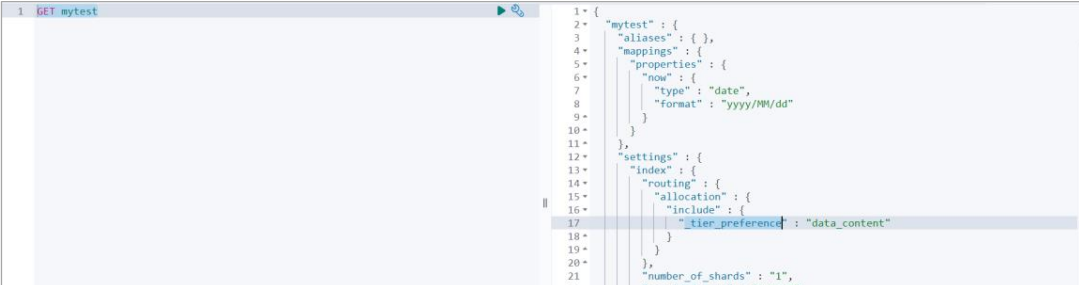 1 GET mytest
1 {
2 "mytest" : {
3 "aliases" : { },
4 "mappings" : {
5 "properties" : {
6 "now" : {
7 "type" : "date",
8 "format" : "yyyy/MM/dd"
9 }
10 }
11 },
12 "settings" : {
13 "index" : {
14 "routing" : {
15 "allocation" : {
16 "include" : {
17 "_tier_preference" : "data_content"
18 }
19 }
20 },
21 "number_of_shards" : "1",